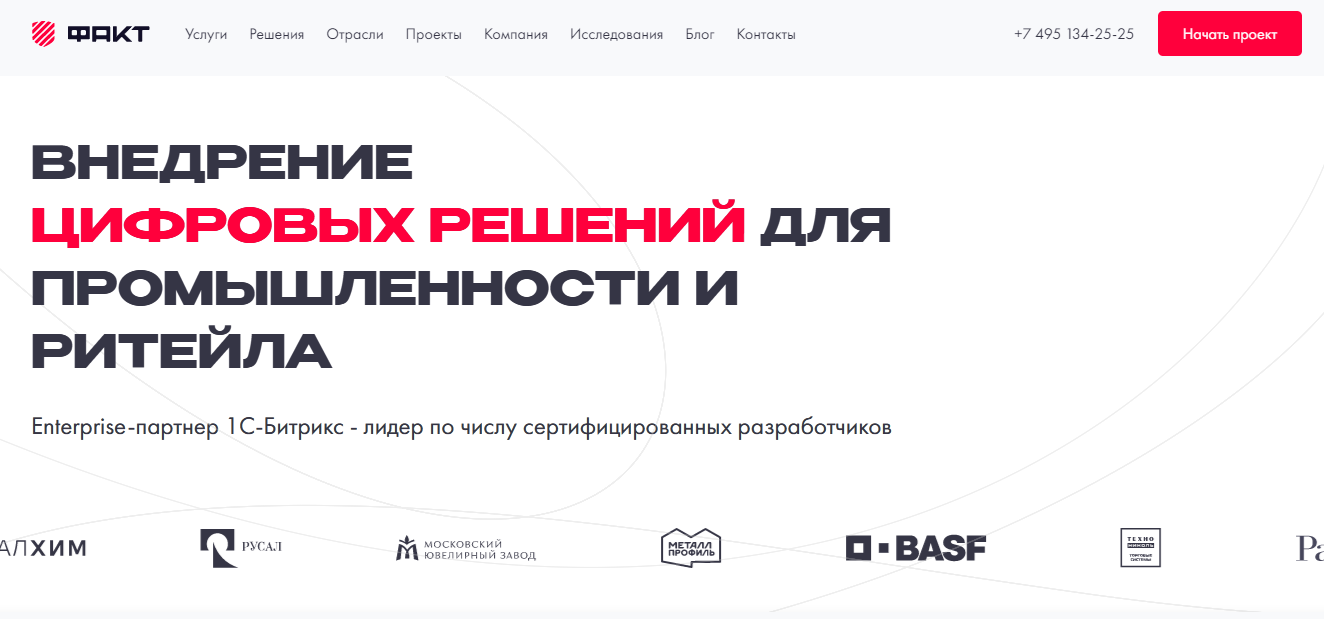 ФАКТ Услуги Решения Отрасли Проекты Компания Исследования Блог Контакты +7 495 134-25-25 Начать проект
ВНЕДРЕНИЕ
ЦИФРОВЫХ РЕШЕНИЙ ДЛЯ
ПРОМЫШЛЕННОСТИ И
РИТЕЙЛА
Enterprise-партнер 1С-Битрикс - лидер по числу сертифицированных разработчиков
АЛХИМ
РУСАЛ
МОСКОВСКИЙ
ЮВЕЛИРНЫЙ ЗАВОД
МЕТАЛЛ
ПРОФИЛЬ
BASF
ТЕХНО
НИКОЛЬ
ТОРГОВЫЕ
СИСТЕМЫ
Pa